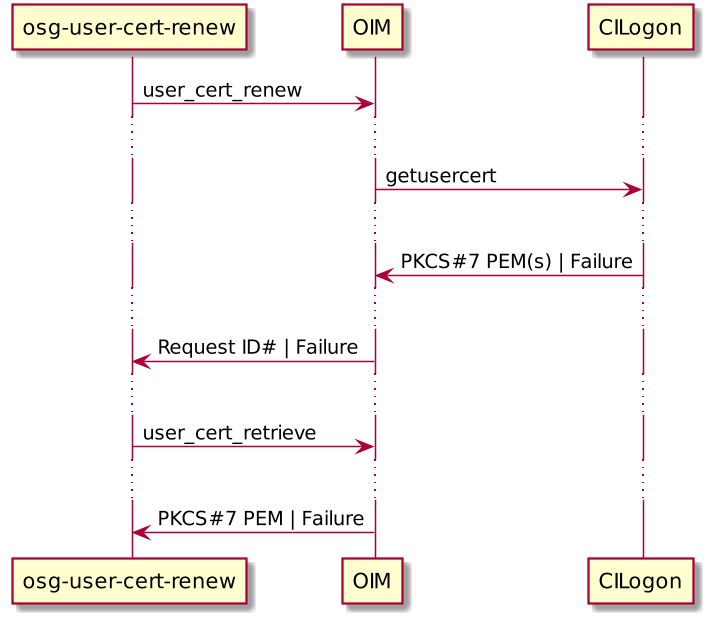 osg-user-cert-renew OIM CILogon
user_cert_renew
getusercert
PKCS#7 PEM(s) | Failure
Request ID# | Failure
user_cert_retrieve
PKCS#7 PEM | Failure
osg-user-cert-renew OIM CILogon